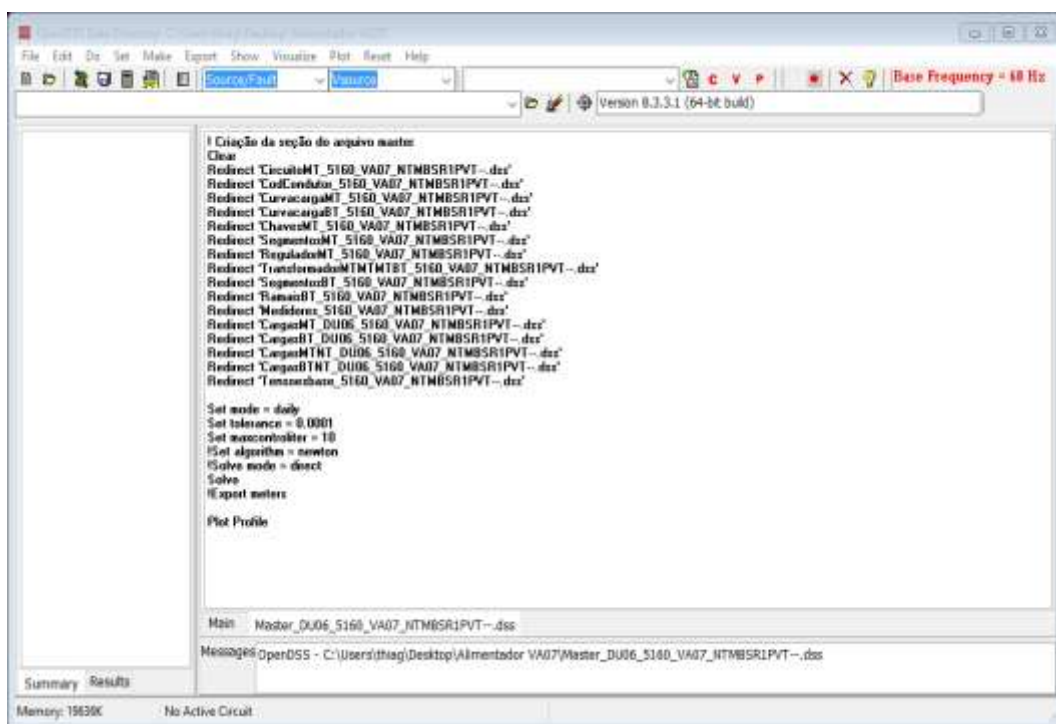 File Edit Do Set Make Export Show Visualize Plot Reset Help
Source/Fault Vsource C V P Base Frequency = 60 Hz
Version 8.3.3.1 (64-bit build)
! Criação da seção do arquivo master
Clear
Redirect 'CircuitoMT_5160_VA07_NTMBSR1PVT--.dss'
Redirect 'CodCondutor_5160_VA07_NTMBSR1PVT--.dss'
Redirect 'CurvacargaMT_5160_VA07_NTMBSR1PVT--.dss'
Redirect 'CurvacargaBT_5160_VA07_NTMBSR1PVT--.dss'
Redirect 'ChavesMT_5160_VA07_NTMBSR1PVT--.dss'
Redirect 'SegmentosMT_5160_VA07_NTMBSR1PVT--.dss'
Redirect 'ReguladorMT_5160_VA07_NTMBSR1PVT--.dss'
Redirect 'TransformadorMTMTMTBT_5160_VA07_NTMBSR1PVT--.dss'
Redirect 'SegmentosBT_5160_VA07_NTMBSR1PVT--.dss'
Redirect 'RamaisBT_5160_VA07_NTMBSR1PVT--.dss'
Redirect 'Medidores_5160_VA07_NTMBSR1PVT--.dss'
Redirect 'CargasMT_DU06_5160_VA07_NTMBSR1PVT--.dss'
Redirect 'CargasBT_DU06_5160_VA07_NTMBSR1PVT--.dss'
Redirect 'CargasMTNT_DU06_5160_VA07_NTMBSR1PVT--.dss'
Redirect 'CargasBTNT_DU06_5160_VA07_NTMBSR1PVT--.dss'
Redirect 'Tensoesbase_5160_VA07_NTMBSR1PVT--.dss'
Set mode = daily
Set tolerance = 0.0001
Set maxcontroliter = 10
!Set algorithm = newton
!Solve mode = direct
Solve
!Export meters
Plot Profile
Main Master_DU06_5160_VA07_NTMBSR1PVT--.dss
Messages OpenDSS - C:\Users\thiag\Desktop\Alimentador VA07\Master_DU06_5160_VA07_NTMBSR1PVT--.dss
Summary Results
Memory: No Active Circuit